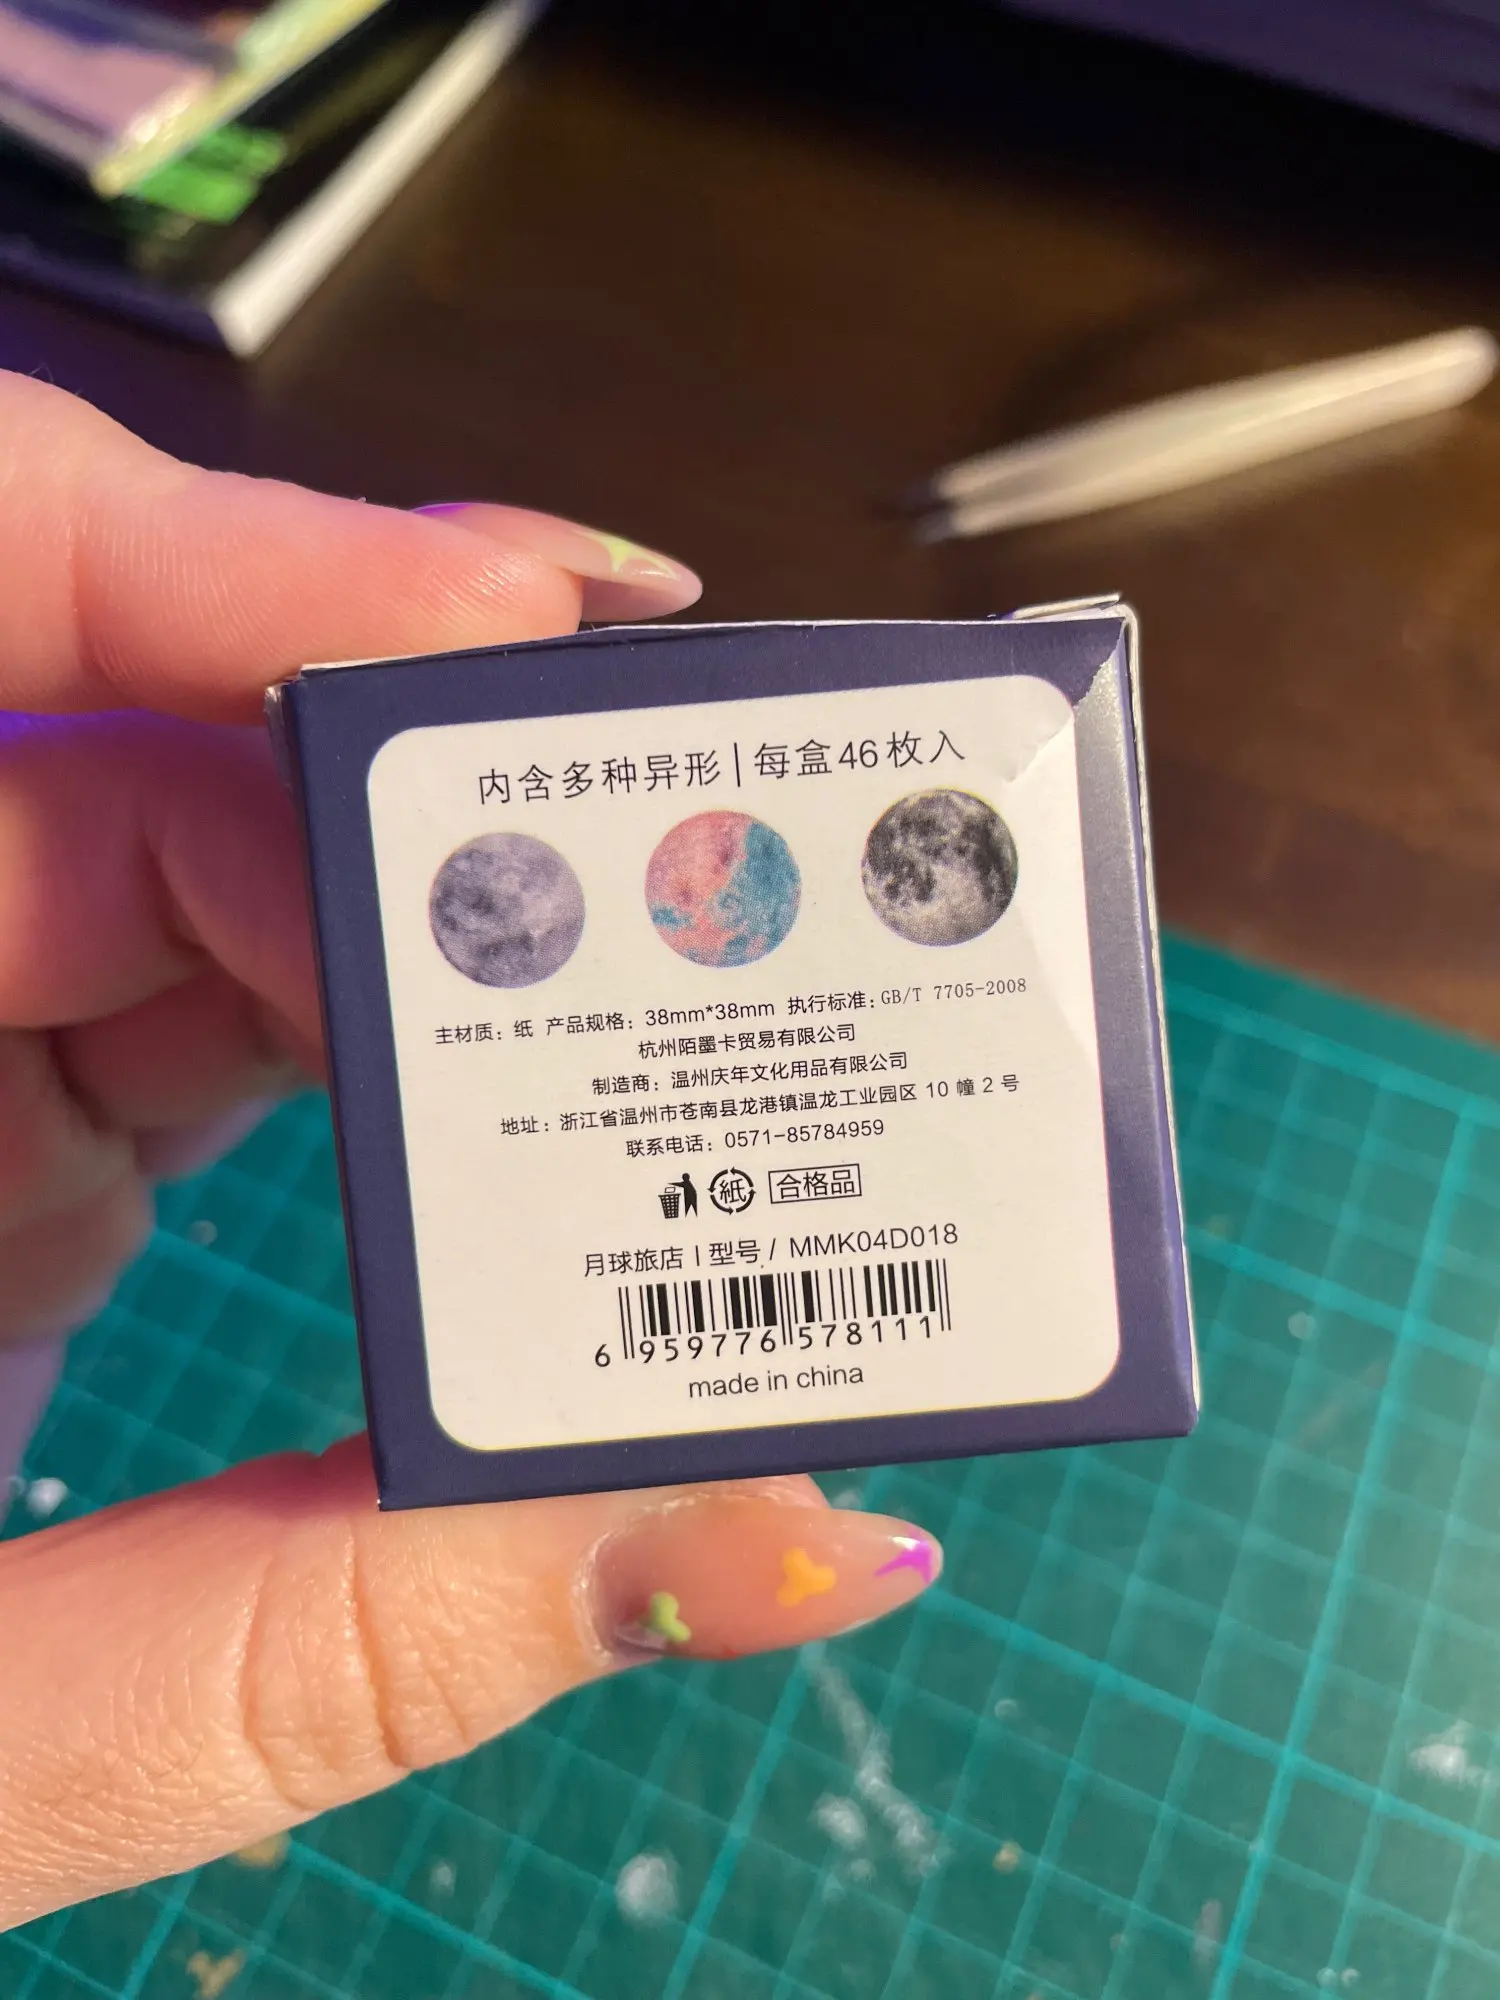 内含多种异形|每盒46枚入
主材质：纸 产品规格：38mm*38mm 执行标准：GB/T 7705-2008
杭州陌墨卡贸易有限公司
制造商：温州庆年文化用品有限公司
地址：浙江省温州市苍南县龙港镇温龙工业园区 10 幢 2 号
联系电话：0571-85784959
紙 合格品
月球旅店 | 型号 / MMK04D018
6 959776 578111
made in china